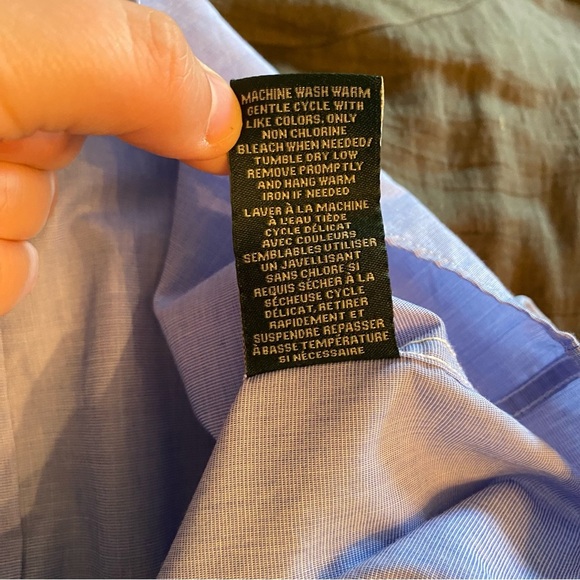 MACHINE WASH WARM
GENTLE CYCLE WITH
LIKE COLORS. ONLY
NON CHLORINE
BLEACH WHEN NEEDED/
TUMBLE DRY LOW
REMOVE PROMPTLY
AND HANG WARM
IRON IF NEEDED
LAVER À LA MACHINE
À L'EAU TIÈDE
CYCLE DÉLICAT
AVEC COULEURS
SEMBLABLES UTILISER
UN JAVELLISANT
SANS CHLORE SI
REQUIS SÉCHER À LA
SÉCHEUSE CYCLE
DÉLICAT, RETIRER
RAPIDEMENT ET
SUSPENDRE REPASSER
À BASSE TEMPÉRATURE
SI NÉCESSAIRE